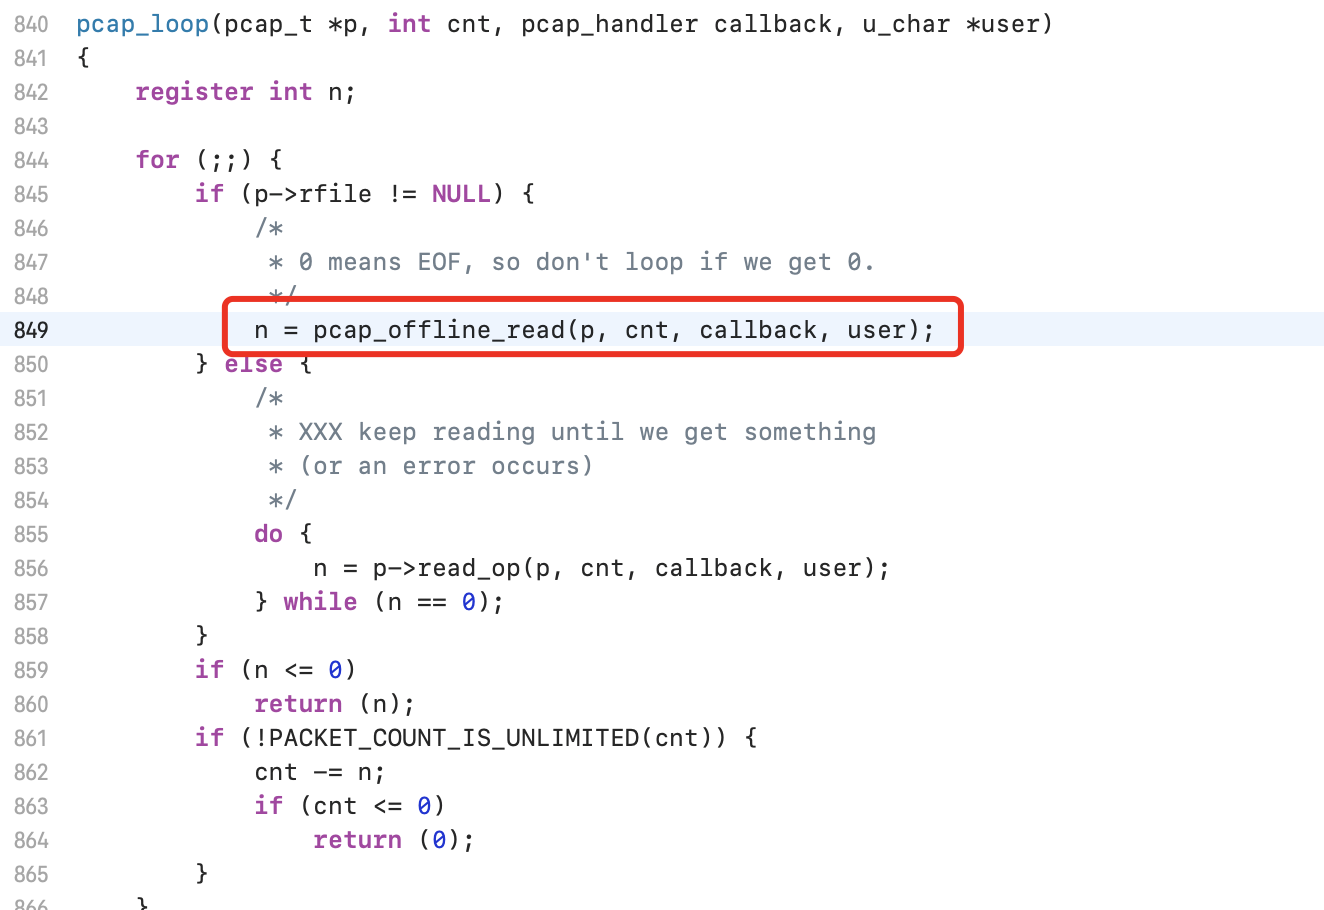 840 pcap_loop(pcap_t *p, int cnt, pcap_handler callback, u_char *user)
841 {
842     register int n;
843
844     for (;;) {
845         if (p->rfile != NULL) {
846             /*
847              * 0 means EOF, so don't loop if we get 0.
848              */
849             n = pcap_offline_read(p, cnt, callback, user);
850         } else {
851             /*
852              * XXX keep reading until we get something
853              * (or an error occurs)
854              */
855             do {
856                 n = p->read_op(p, cnt, callback, user);
857             } while (n == 0);
858         }
859         if (n <= 0)
860             return (n);
861         if (!PACKET_COUNT_IS_UNLIMITED(cnt)) {
862             cnt -= n;
863             if (cnt <= 0)
864                 return (0);
865         }
866     }